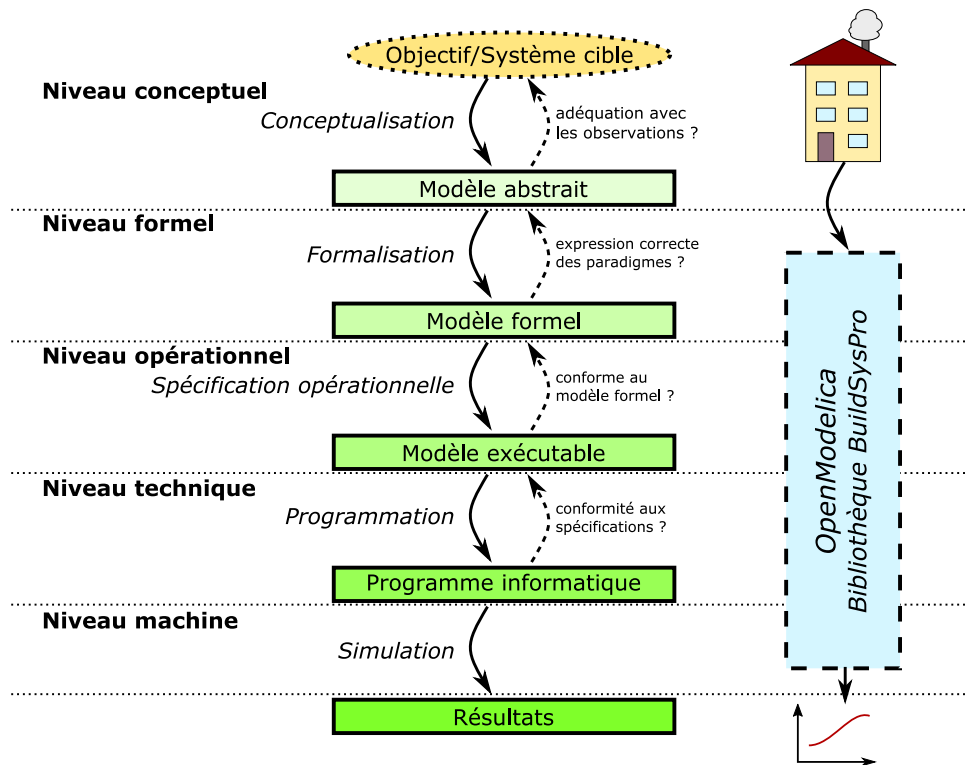 Objectif/Système cible
Niveau conceptuel
Conceptualisation
adéquation avec
les observations ?
Modèle abstrait
Niveau formel
Formalisation
expression correcte
des paradigmes ?
Modèle formel
Niveau opérationnel
Spécification opérationnelle
conforme au
modèle formel ?
Modèle exécutable
Niveau technique
Programmation
conformité aux
spécifications ?
Programme informatique
Niveau machine
Simulation
Résultats
OpenModelica
Bibliothèque BuildSysPro